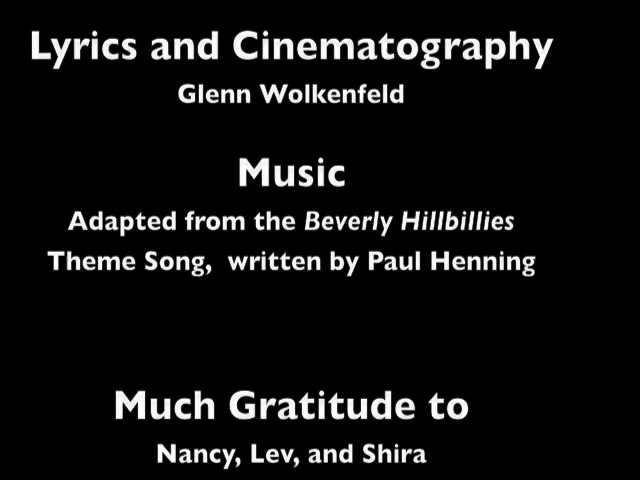 Lyrics and Cinematography
Glenn Wolkenfeld
Music
Adapted from the Beverly Hillbillies
Theme Song,  written by Paul Henning
Much Gratitude to
Nancy, Lev, and Shira